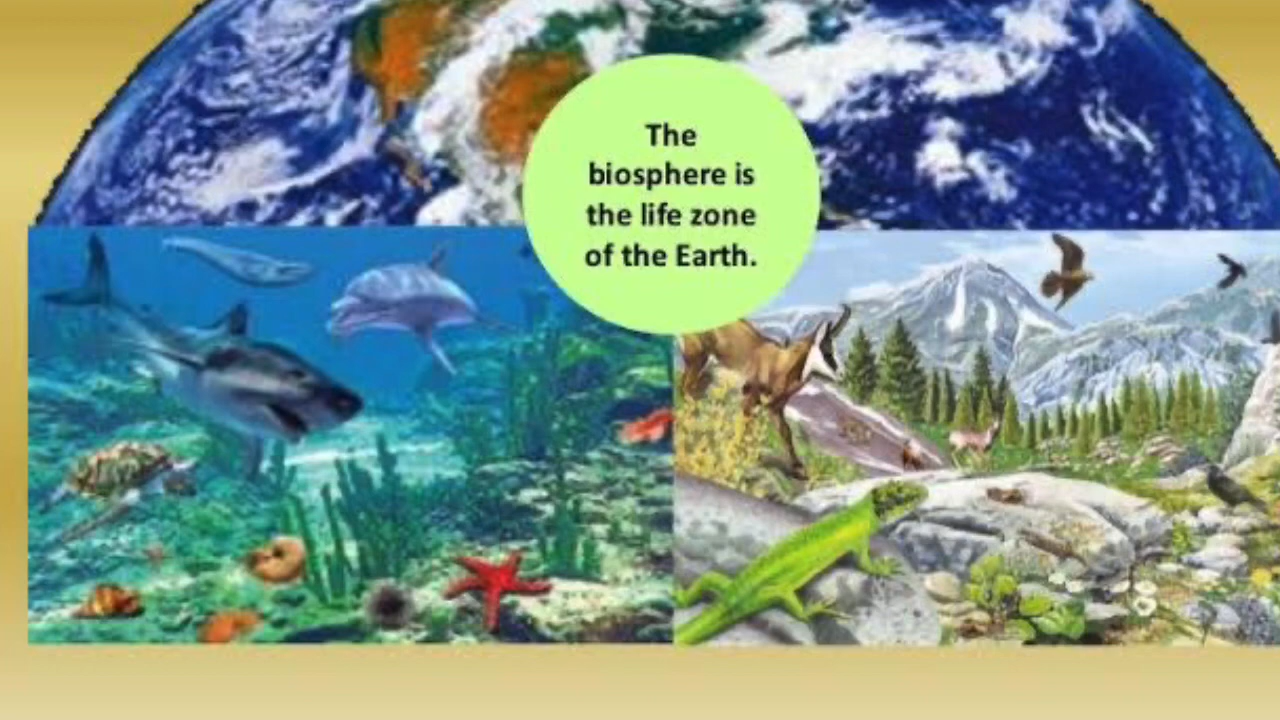 The
biosphere is
the life zone
of the Earth.